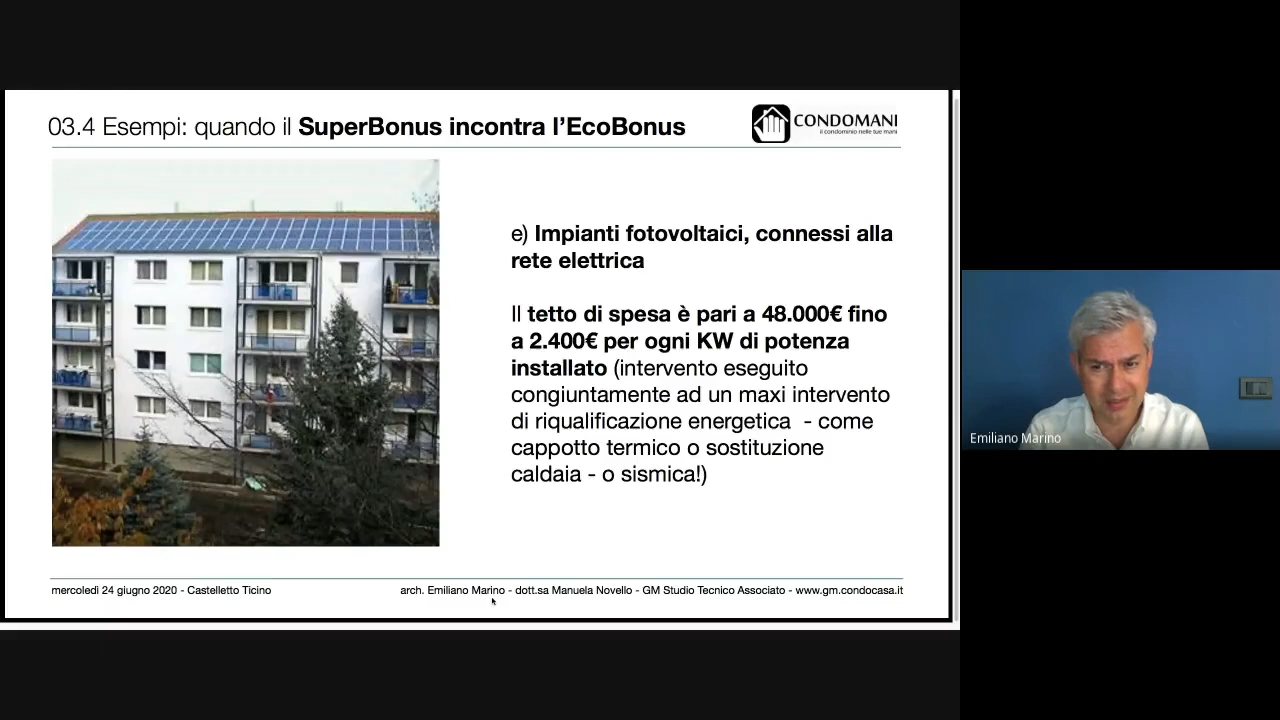 03.4 Esempi: quando il SuperBonus incontra l'EcoBonus
CONDOMANI
il condominio nelle tue mani
e) Impianti fotovoltaici, connessi alla
rete elettrica
Il tetto di spesa è pari a 48.000€ fino
a 2.400€ per ogni KW di potenza
installato (intervento eseguito
congiuntamente ad un maxi intervento
di riqualificazione energetica - come
cappotto termico o sostituzione
caldaia - o sismica!)
Emiliano Marino
mercoledì 24 giugno 2020 - Castelletto Ticino
arch. Emiliano Marino - dott.sa Manuela Novello - GM Studio Tecnico Associato - www.gm.condocasa.it